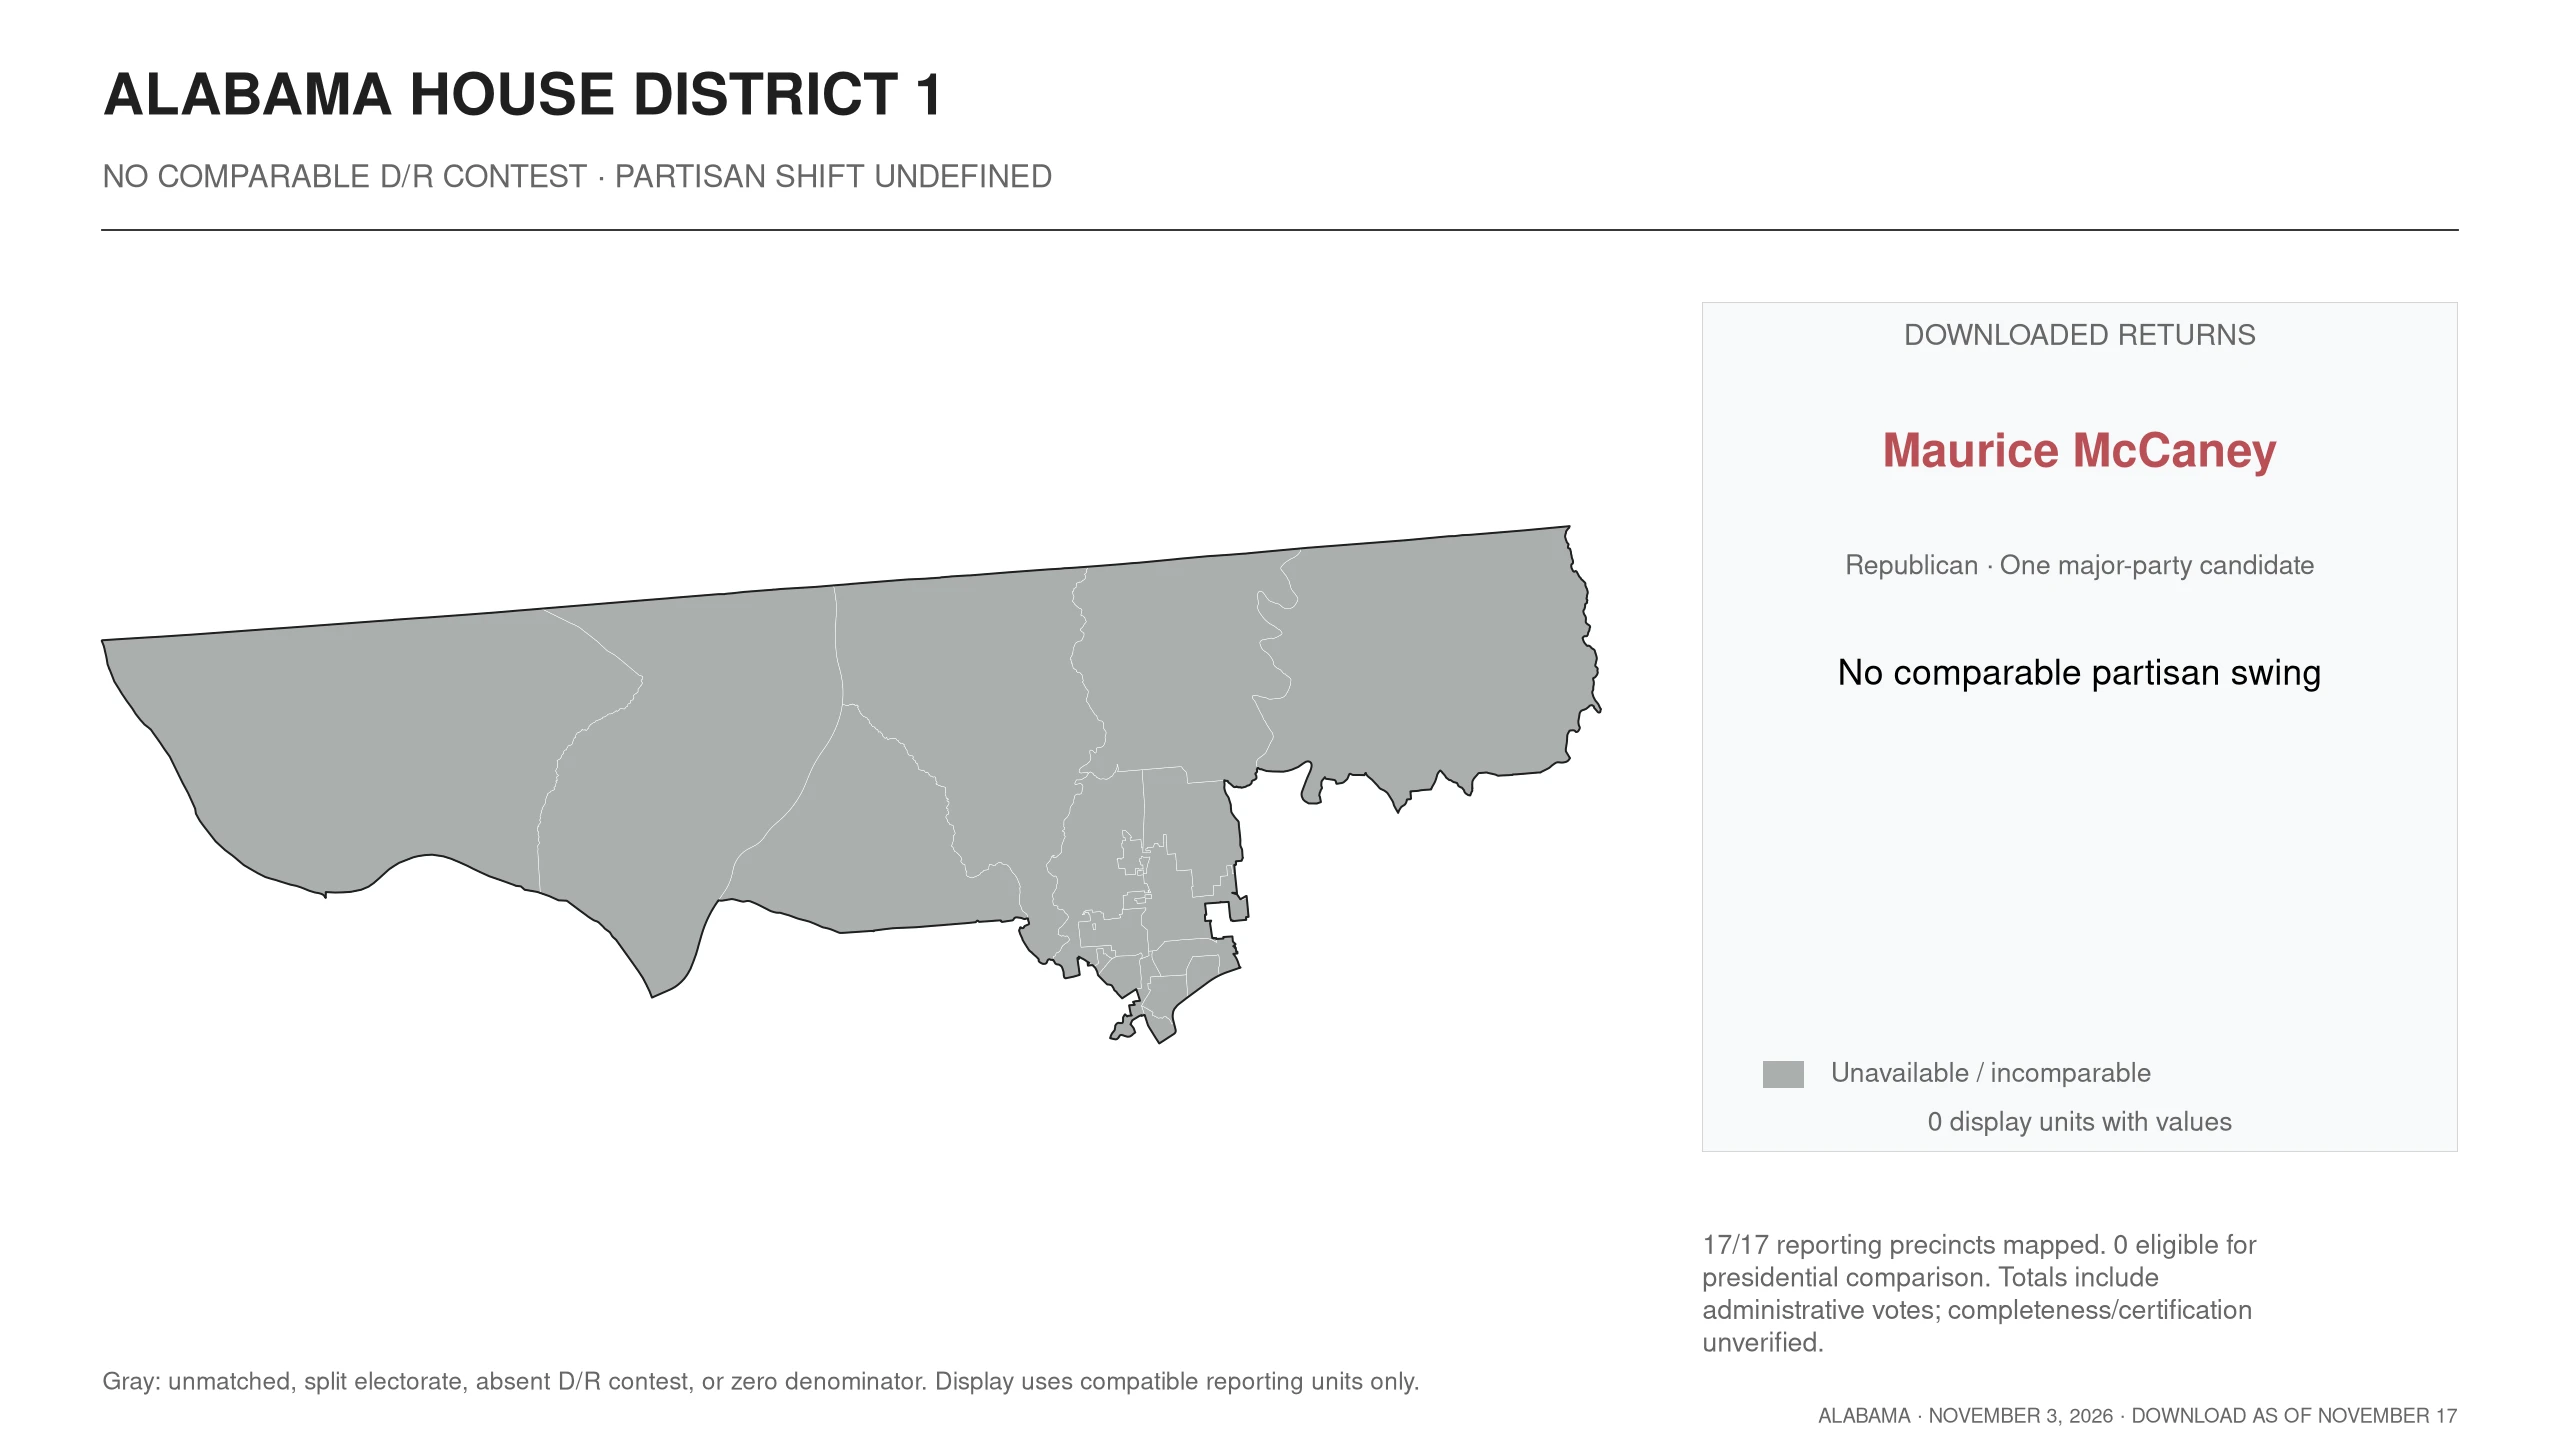 ALABAMA HOUSE DISTRICT 1
NO COMPARABLE D/R CONTEST · PARTISAN SHIFT UNDEFINED
DOWNLOADED RETURNS
Maurice McCaney
Republican · One major-party candidate
No comparable partisan swing
Unavailable / incomparable
0 display units with values
17/17 reporting precincts mapped. 0 eligible for
presidential comparison. Totals include
administrative votes; completeness/certification
unverified.
Gray: unmatched, split electorate, absent D/R contest, or zero denominator. Display uses compatible reporting units only.
ALABAMA · NOVEMBER 3, 2026 · DOWNLOAD AS OF NOVEMBER 17